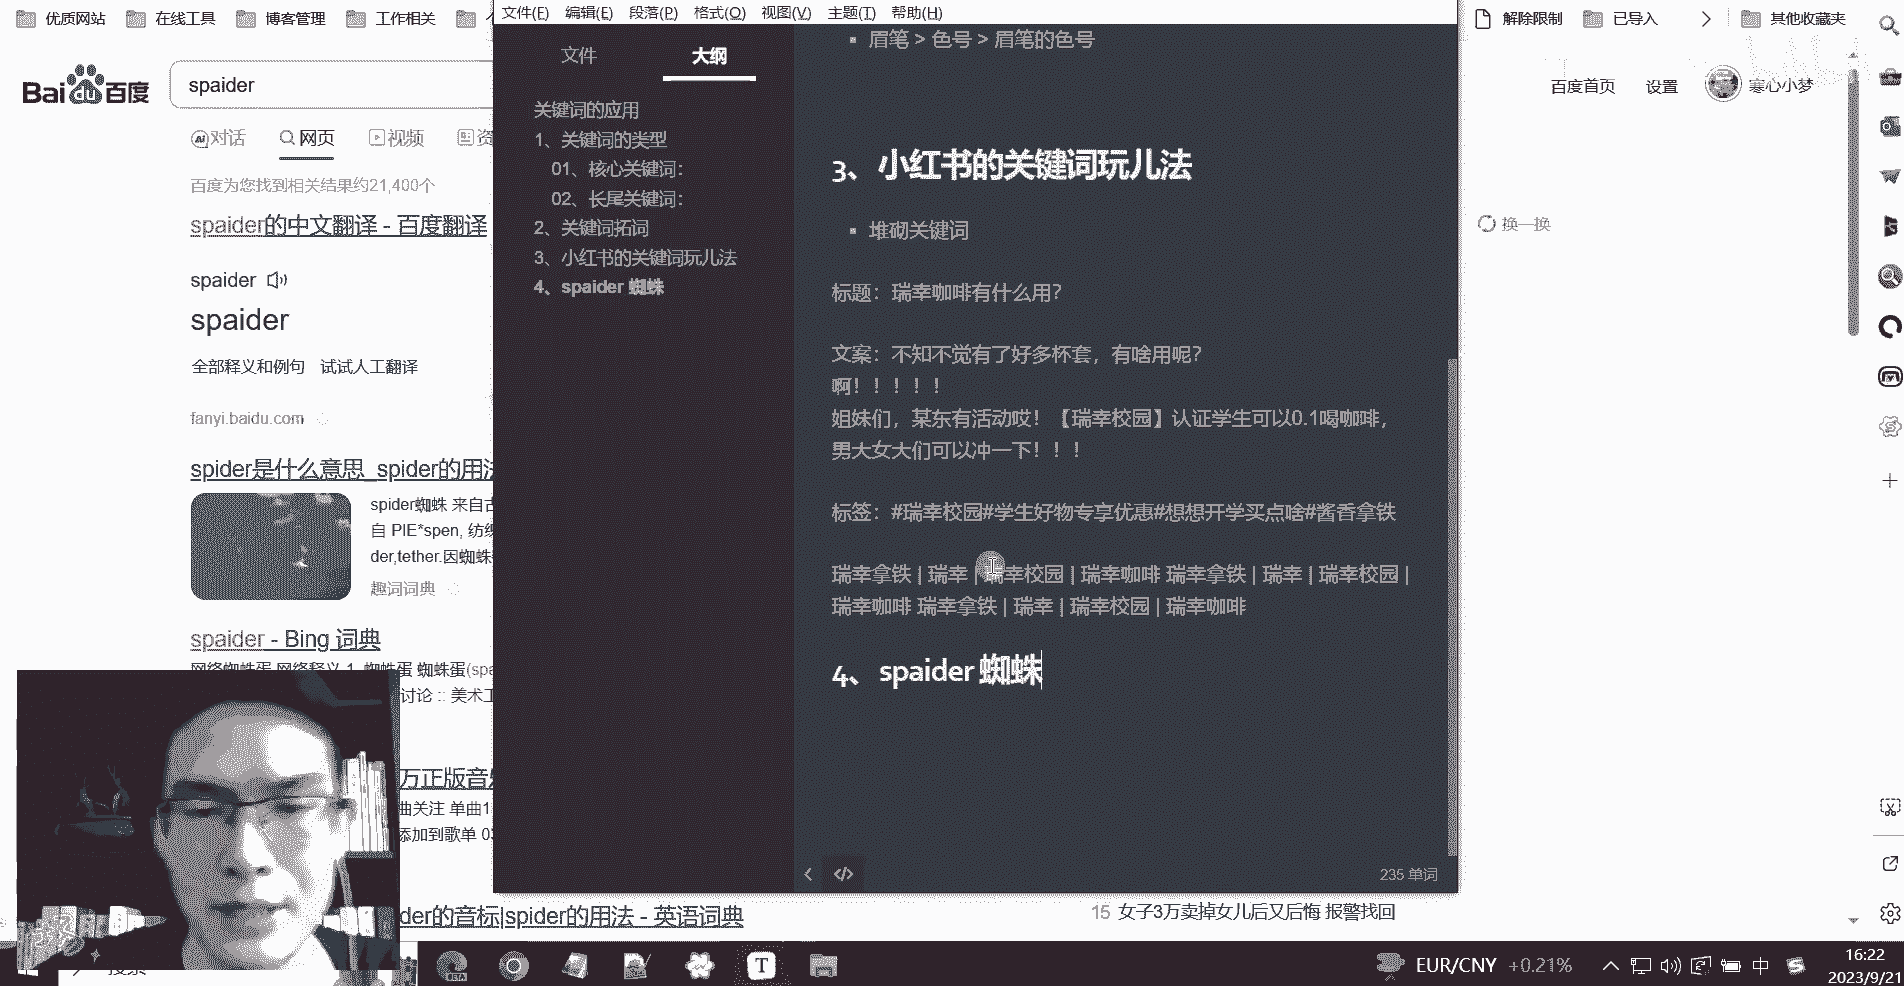 优质网站
在线工具
博客管理
工作相关
文件(F) 编辑(E) 段落(P) 格式(O) 视图(V) 主题(T) 帮助(H)
解除限制
已导入
其他收藏夹
Bai du 百度
spaider
百度首页
设置
寒心小梦
对话
网页
视频
百度为您找到相关结果约21,400个
spaider的中文翻译 - 百度翻译
spaider
spaider
全部释义和例句 试试人工翻译
fanyi.baidu.com
spider是什么意思_spider的用法
spider蜘蛛 来自古
自 PIE*spen, 纺织
der,tether.因蜘蛛
趣词词典
spaider - Bing 词典
讨论 :: 美术工
万正版音乐
曲关注 单曲1
添加到歌单 03
der的音标|spider的用法 - 英语词典
换一换
文件
大纲
关键词的应用
1、关键词的类型
01、核心关键词：
02、长尾关键词：
2、关键词拓词
3、小红书的关键词玩儿法
4、spaider 蜘蛛
眉笔 > 色号 > 眉笔的色号
3、小红书的关键词玩儿法
堆砌关键词
标题：瑞幸咖啡有什么用？
文案：不知不觉有了好多杯套，有啥用呢？
啊！！！！！
姐妹们，某东有活动哎！【瑞幸校园】认证学生可以0.1喝咖啡，
男大女大们可以冲一下！！！
标签：#瑞幸校园#学生好物专享优惠#想想开学买点啥#酱香拿铁
瑞幸拿铁 | 瑞幸 | 瑞幸校园 | 瑞幸咖啡 瑞幸拿铁 | 瑞幸 | 瑞幸校园 |
瑞幸咖啡 瑞幸拿铁 | 瑞幸 | 瑞幸校园 | 瑞幸咖啡
4、spaider 蜘蛛
235 单词
15 女子3万卖掉女儿后又后悔 报警找回
BETA
T
EUR/CNY +0.21%
中
16:22
2023/9/21